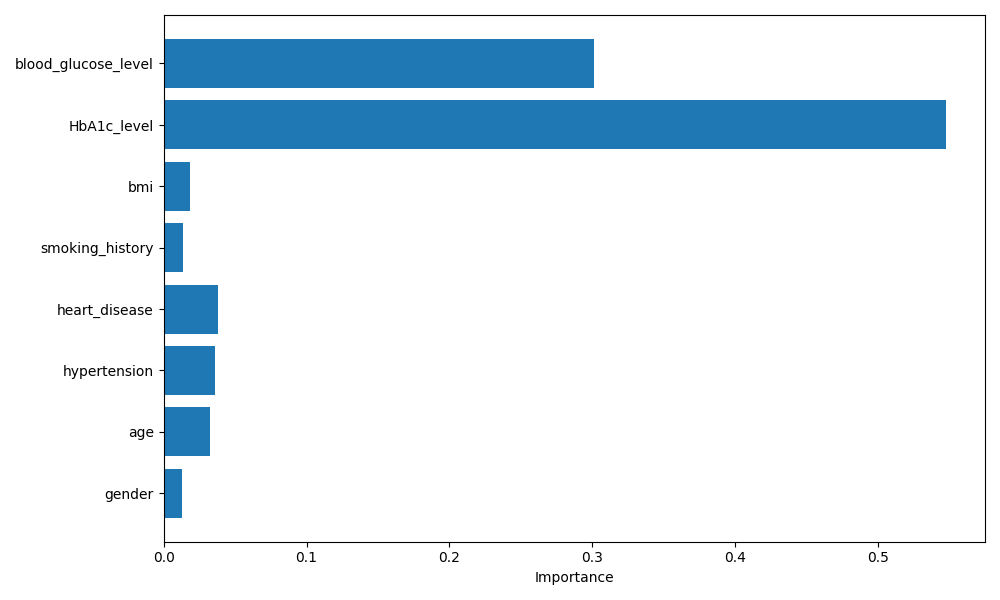 blood_glucose_level
HbA1c_level
bmi
smoking_history
heart_disease
hypertension
age
gender
0.0 0.1 0.2 0.3 0.4 0.5
Importance